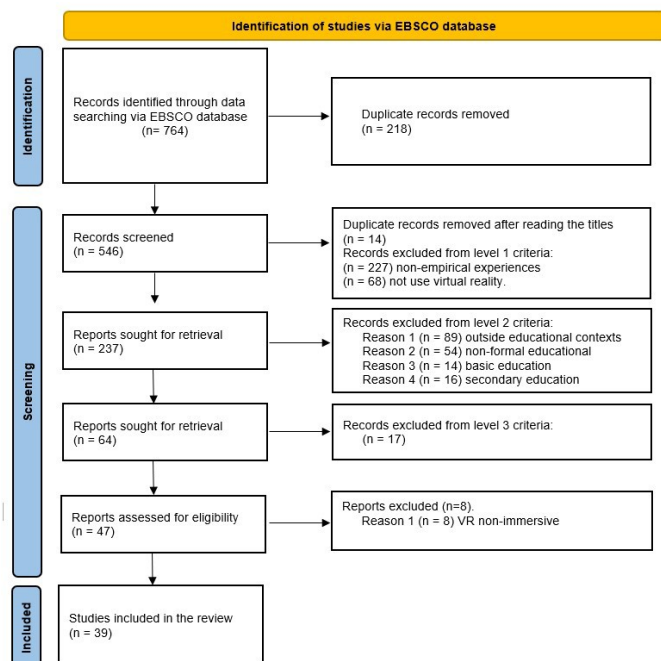 Identification of studies via EBSCO database
Identification
Records identified through data
searching via EBSCO database
(n= 764)
Duplicate records removed
(n = 218)
Screening
Records screened
(n = 546)
Duplicate records removed after reading the titles
(n = 14)
Records excluded from level 1 criteria:
(n = 227) non-empirical experiences
(n = 68) not use virtual reality.
Reports sought for retrieval
(n = 237)
Records excluded from level 2 criteria:
Reason 1 (n = 89) outside educational contexts
Reason 2 (n = 54) non-formal educational
Reason 3 (n = 14) basic education
Reason 4 (n = 16) secondary education
Reports sought for retrieval
(n = 64)
Records excluded from level 3 criteria:
(n = 17)
Reports assessed for eligibility
(n = 47)
Reports excluded (n=8).
Reason 1 (n = 8) VR non-immersive
Included
Studies included in the review
(n = 39)